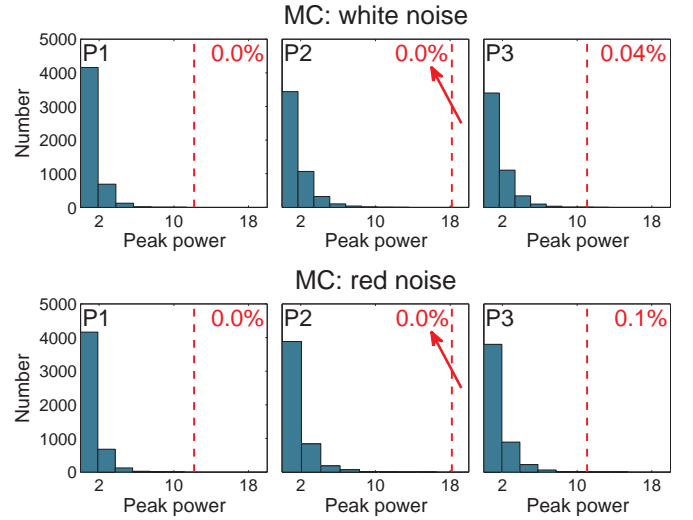 MC: white noise
P1 0.0% P2 0.0% P3 0.04%
5000
4000
3000
2000
1000
0
Number
2 10 18 2 10 18 2 10 18
Peak power Peak power Peak power
MC: red noise
P1 0.0% P2 0.0% P3 0.1%
5000
4000
3000
2000
1000
0
Number
2 10 18 2 10 18 2 10 18
Peak power Peak power Peak power